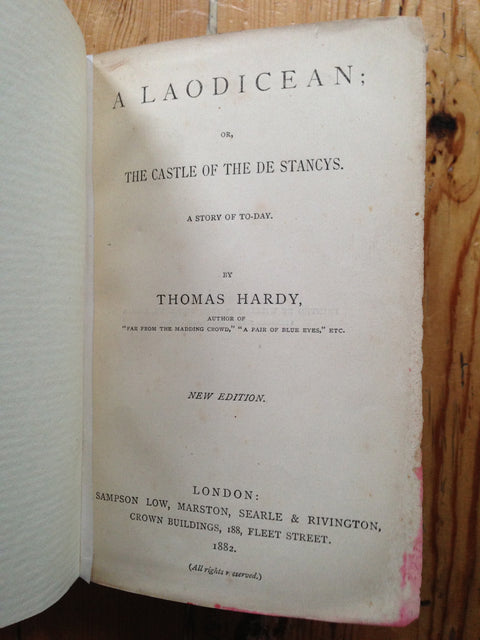 A LAODICEAN;
OR,
THE CASTLE OF THE DE STANCYS.
A STORY OF TO-DAY.
BY
THOMAS HARDY,
AUTHOR OF
"FAR FROM THE MADDING CROWD," "A PAIR OF BLUE EYES," ETC.
NEW EDITION.
LONDON:
SAMPSON LOW, MARSTON, SEARLE & RIVINGTON,
CROWN BUILDINGS, 188, FLEET STREET.
1882.
(All rights reserved.)